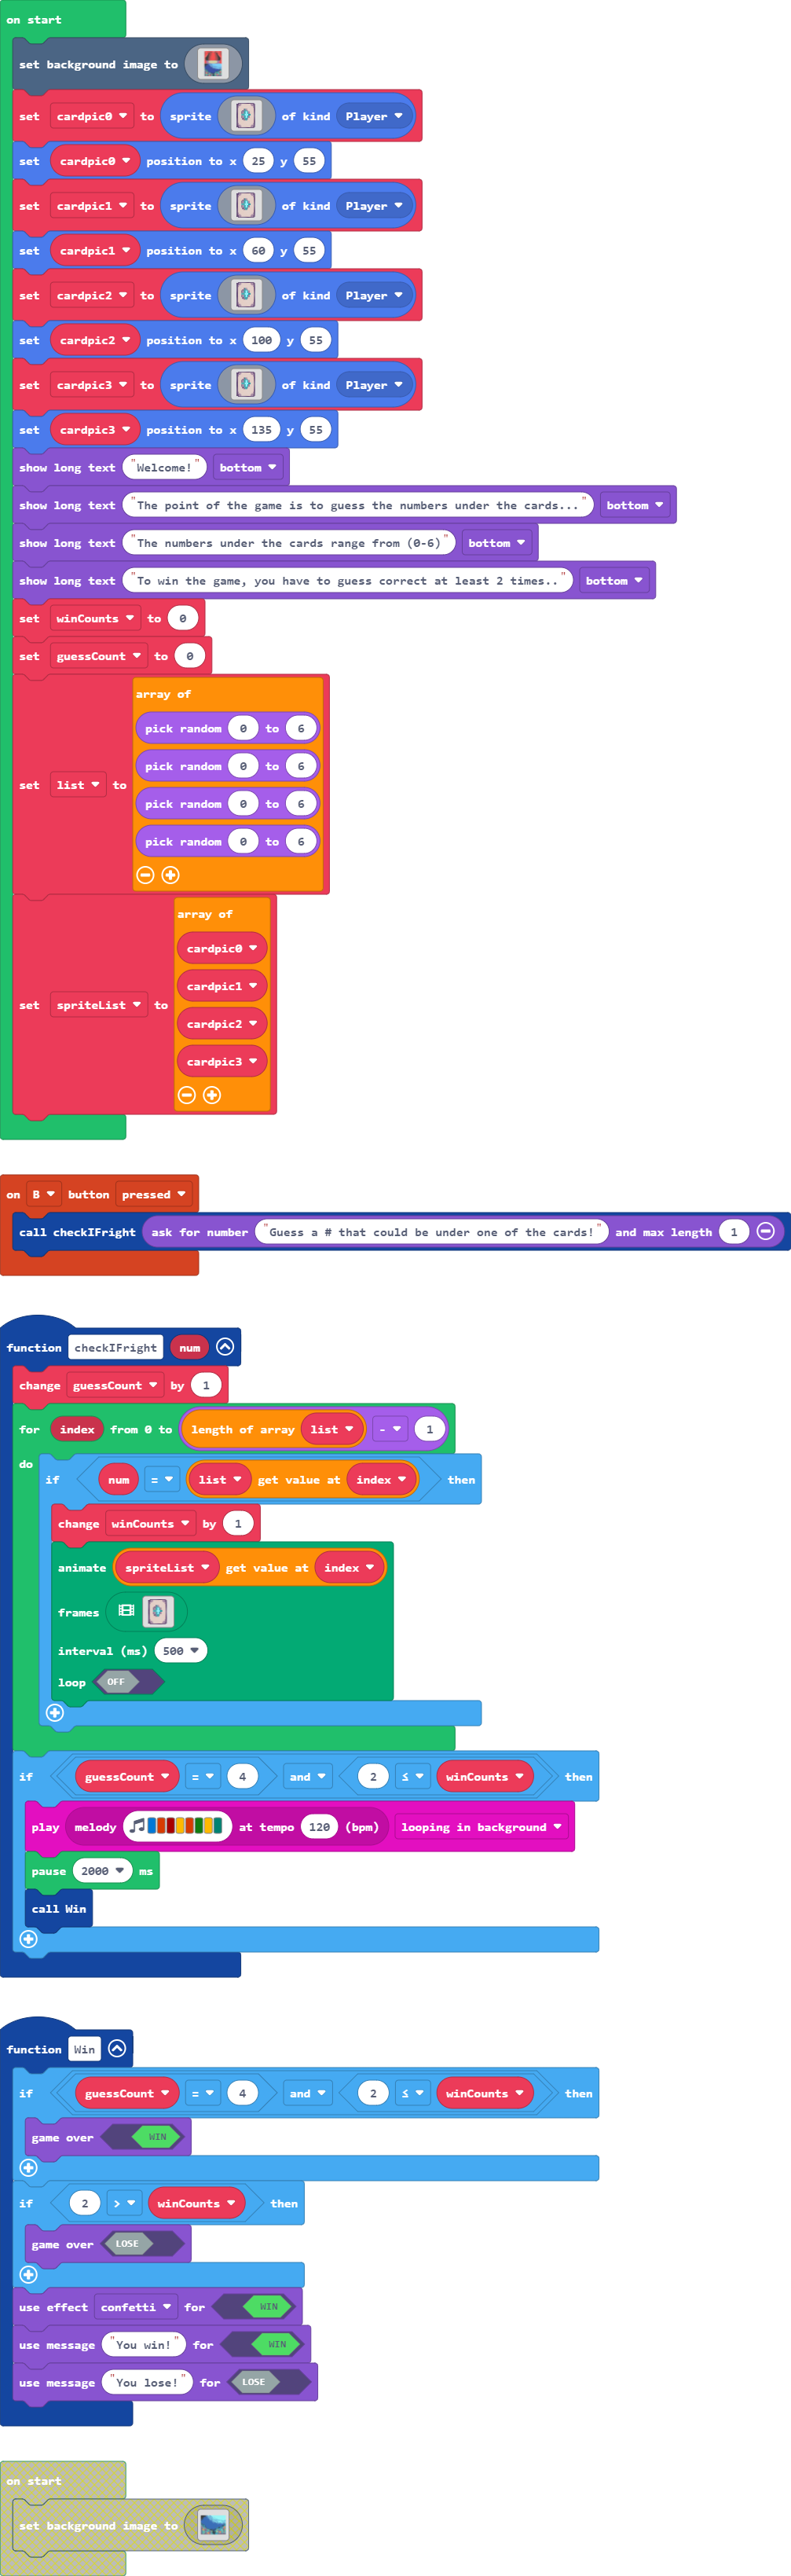 on start
set background image to
set cardpic0 to sprite of kind Player
set cardpic0 position to x 25 y 55
set cardpic1 to sprite of kind Player
set cardpic1 position to x 60 y 55
set cardpic2 to sprite of kind Player
set cardpic2 position to x 100 y 55
set cardpic3 to sprite of kind Player
set cardpic3 position to x 135 y 55
show long text "Welcome!" bottom
show long text "The point of the game is to guess the numbers under the cards..." bottom
show long text "The numbers under the cards range from (0-6)" bottom
show long text "To win the game, you have to guess correct at least 2 times.." bottom
set winCounts to 0
set guessCount to 0
array of
pick random 0 to 6
pick random 0 to 6
set list to
pick random 0 to 6
pick random 0 to 6
array of
cardpic0
cardpic1
set spriteList to
cardpic2
cardpic3
on B button pressed
call checkIFright ask for number "Guess a # that could be under one of the cards!" and max length 1
function checkIFright num
change guessCount by 1
for index from 0 to length of array list - 1
do
if num = list get value at index then
change winCounts by 1
animate spriteList get value at index
frames
interval (ms) 500
loop OFF
if guessCount = 4 and 2 ≤ winCounts then
play melody at tempo 120 (bpm) looping in background
pause 2000 ms
call Win
function Win
if guessCount = 4 and 2 ≤ winCounts then
game over WIN
if 2 > winCounts then
game over LOSE
use effect confetti for WIN
use message "You win!" for WIN
use message "You lose!" for LOSE
on start
set background image to